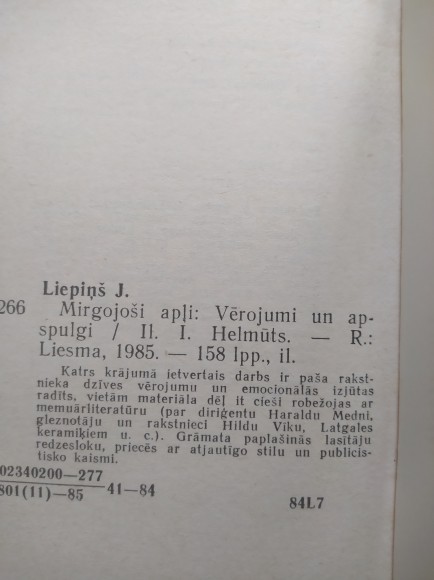 Liepiņš J.
266 Mirgojoši apļi: Vērojumi un ap-
spulgi / Il. I. Helmūts. — R.:
Liesma, 1985. — 158 lpp., il.
Katrs krājumā ietvertais darbs ir paša rakst-
nieka dzīves vērojumu un emocionālās izjūtas
radīts, vietām materiāla dēļ it cieši robežojas ar
memuārliteratūru (par diriģentu Haraldu Medni,
gleznotāju un rakstnieci Hildu Vīku, Latgales
keramiķiem u. c.). Grāmata paplašinās lasītāju
redzesloku, priecēs ar atjautīgo stilu un publicis-
tisko kaismi.
02340200—277
801(11)—85 41—84
84L7